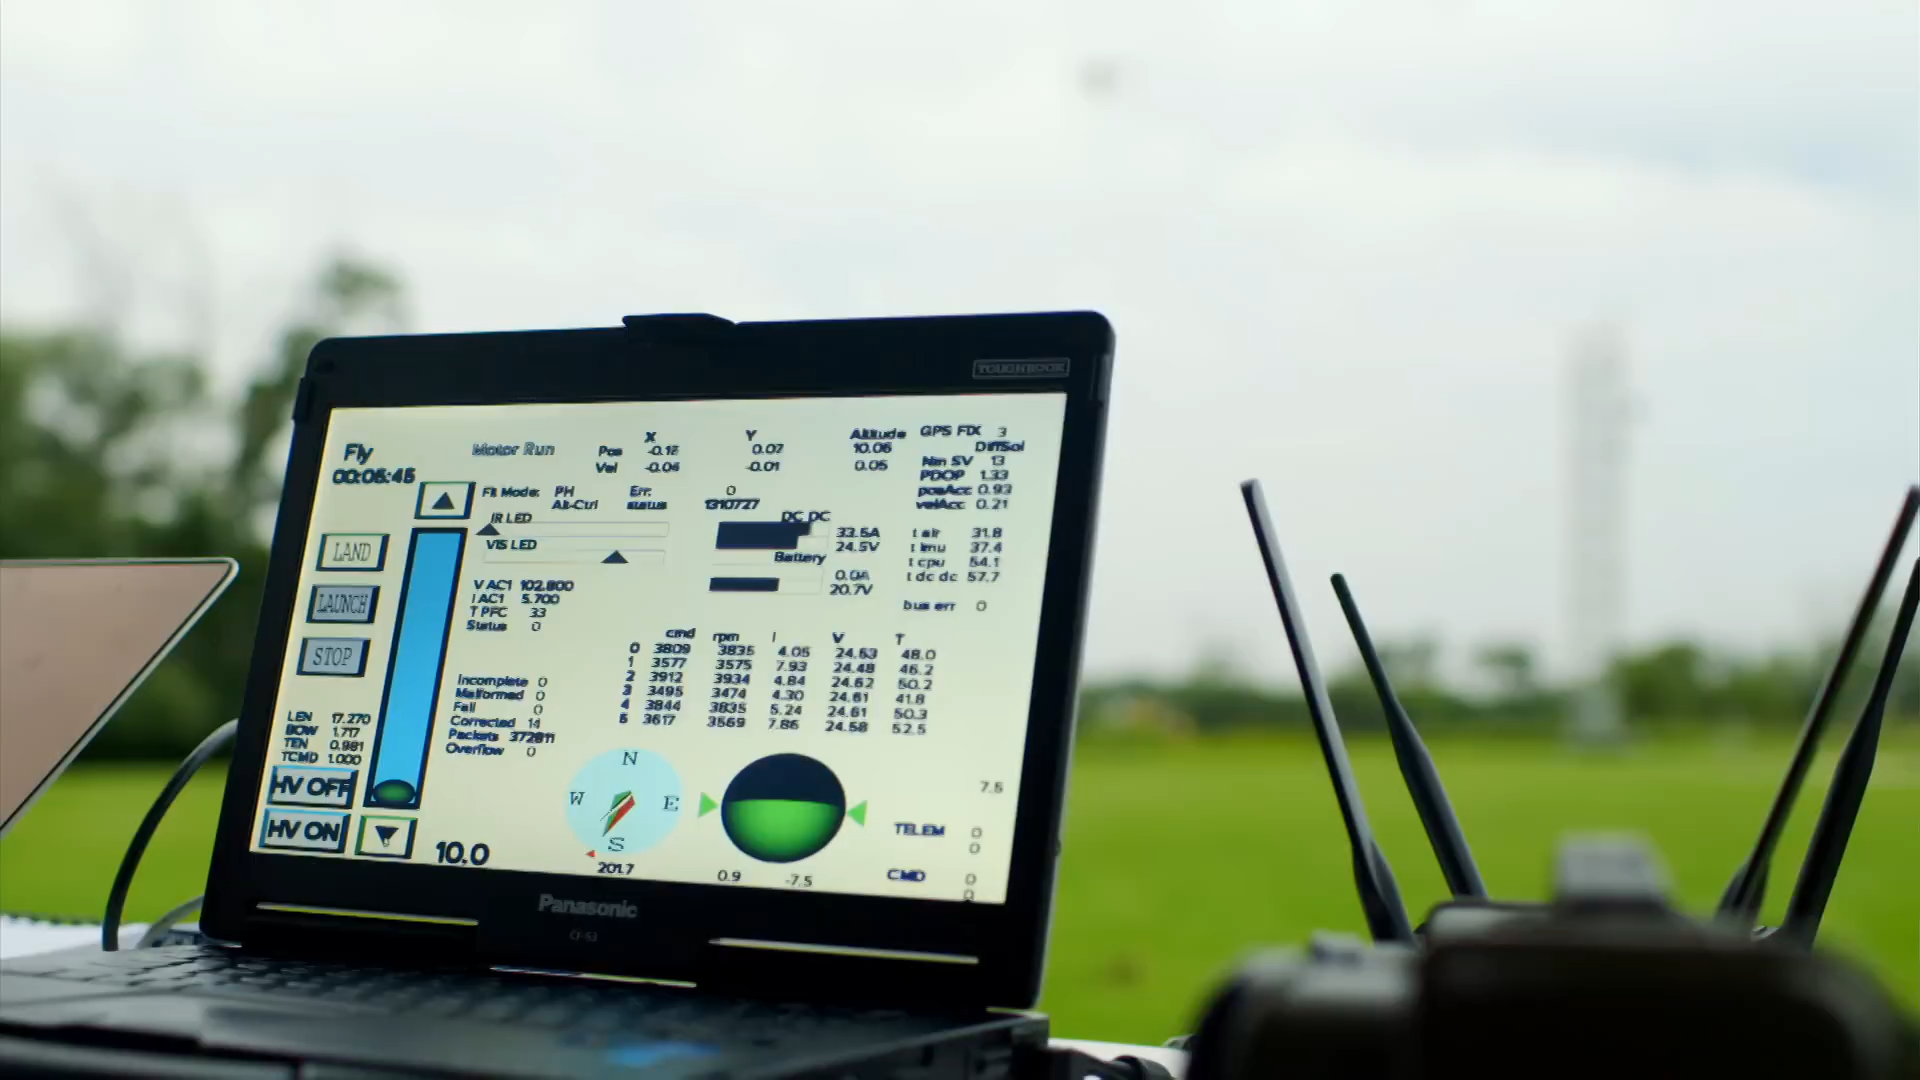 TOUGHBOOK
Fly
00:05:45
Motor Run
X Y Altitude
Pos 0.07 10.06
Vel -0.01 0.05
GPS FIX 3
DiffSol
Nm SV 13
PDOP 1.33
posAcc 0.93
velAcc 0.21
Flt Mode: PH
Alt-Ctrl
Err. 0
status 1310727
IR LED
VIS LED
DC DC
33.5A
24.5V
Battery
0.0A
20.7V
t air 31.8
t imu 37.4
t cpu 54.1
t dc dc 57.7
bus err 0
LAND
LAUNCH
STOP
V AC1 102.800
I AC1 5.700
T PFC 33
Status 0
cmd rpm I V T
0 3809 3835 4.05 24.63 48.0
1 3577 3575 7.93 24.48 46.2
2 3912 3934 4.84 24.62 50.2
3 3495 3474 4.30 24.61 41.8
4 3844 3835 5.24 24.61 50.3
5 3617 3569 7.86 24.58 52.5
Incomplete 0
Malformed 0
Fail 0
Corrected 14
Packets
Overflow 0
LEN 17.270
BOW 1.717
TEN 0.981
TCMD 1.000
HV OFF
HV ON
10.0
N
W E
S
201.7
0.9 -7.5
7.5
TELEM 0
0
CMD 0
0
Panasonic
CF-53